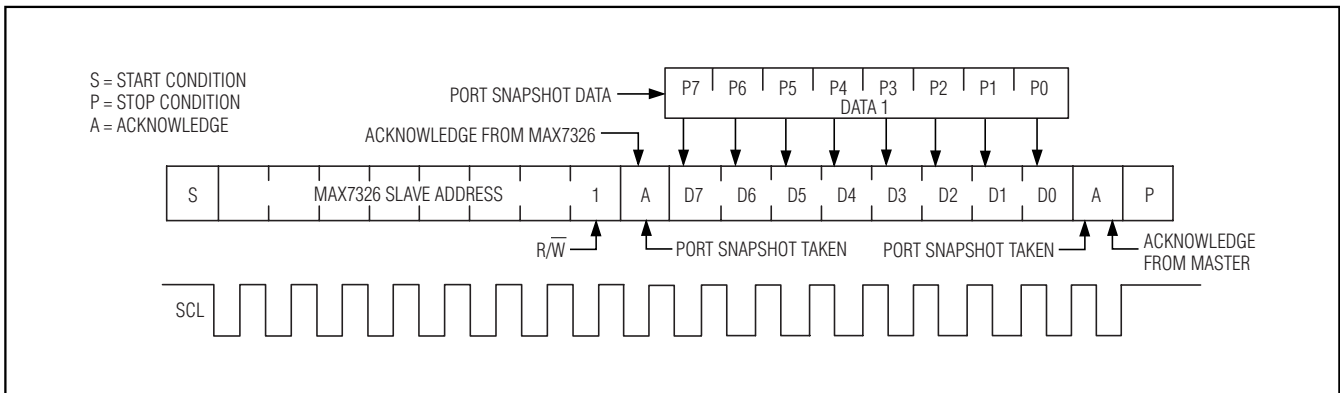 S = START CONDITION
P = STOP CONDITION
A = ACKNOWLEDGE
PORT SNAPSHOT DATA
P7 P6 P5 P4 P3 P2 P1 P0
DATA 1
ACKNOWLEDGE FROM MAX7326
S MAX7326 SLAVE ADDRESS 1 A D7 D6 D5 D4 D3 D2 D1 D0 A P
R/W̅ PORT SNAPSHOT TAKEN PORT SNAPSHOT TAKEN ACKNOWLEDGE
FROM MASTER
SCL